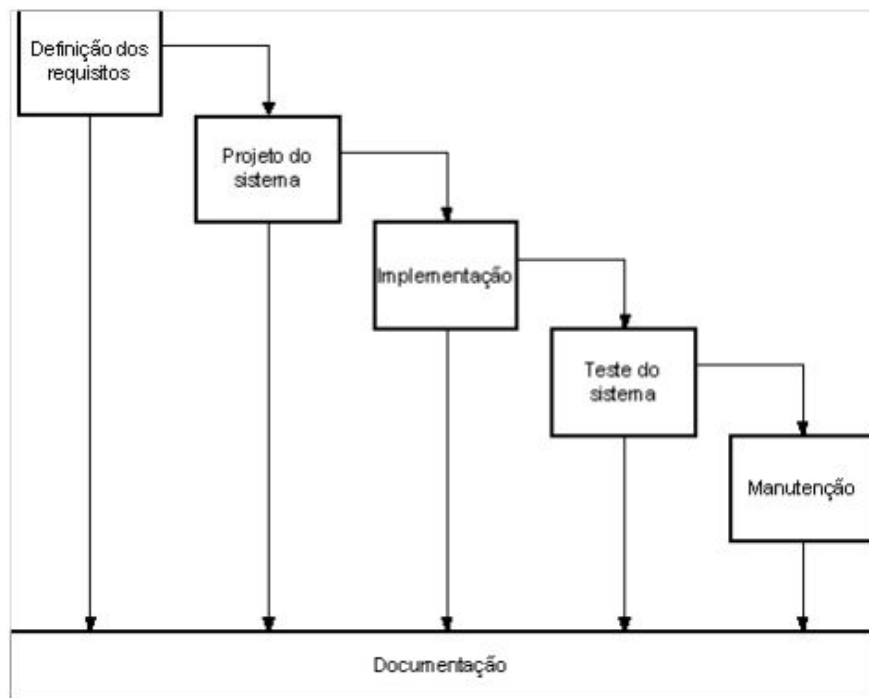 Definição dos
requisitos
Projeto do
sistema
Implementação
Teste do
sistema
Manutenção
Documentação